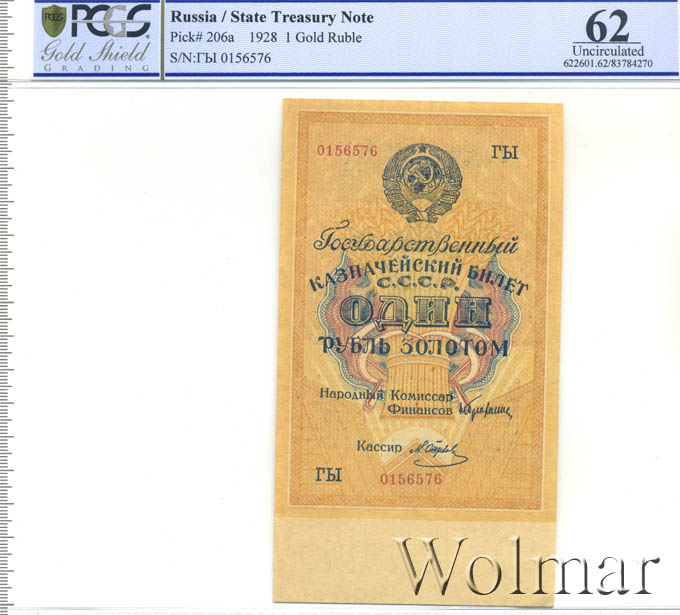 PCGS
Gold Shield
GRADING
Russia / State Treasury Note
Pick# 206a 1928 1 Gold Ruble
S/N:ГЫ 0156576
62
Uncirculated
622601.62/83784270
0156576 ГЫ
Государственный
КАЗНАЧЕЙСКИЙ БИЛЕТ
С.С.С.Р.
ОДИН
РУБЛЬ ЗОЛОТОМ
Народный Комиссар
Финансов
Кассир
ГЫ 0156576
Wolmar